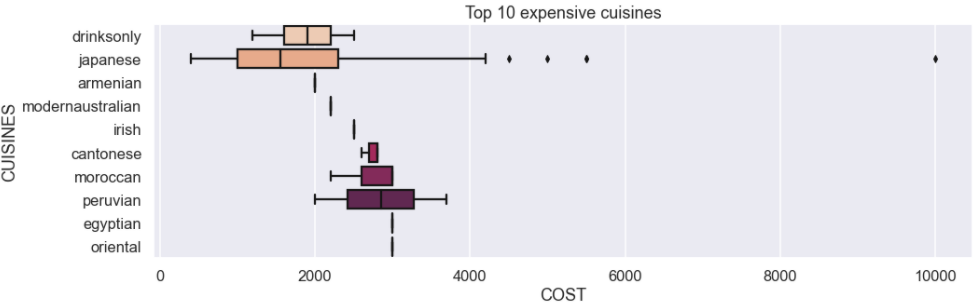 Top 10 expensive cuisines
CUISINES
drinksonly
japanese
armenian
modernaustralian
irish
cantonese
moroccan
peruvian
egyptian
oriental
0 2000 4000 6000 8000 10000
COST